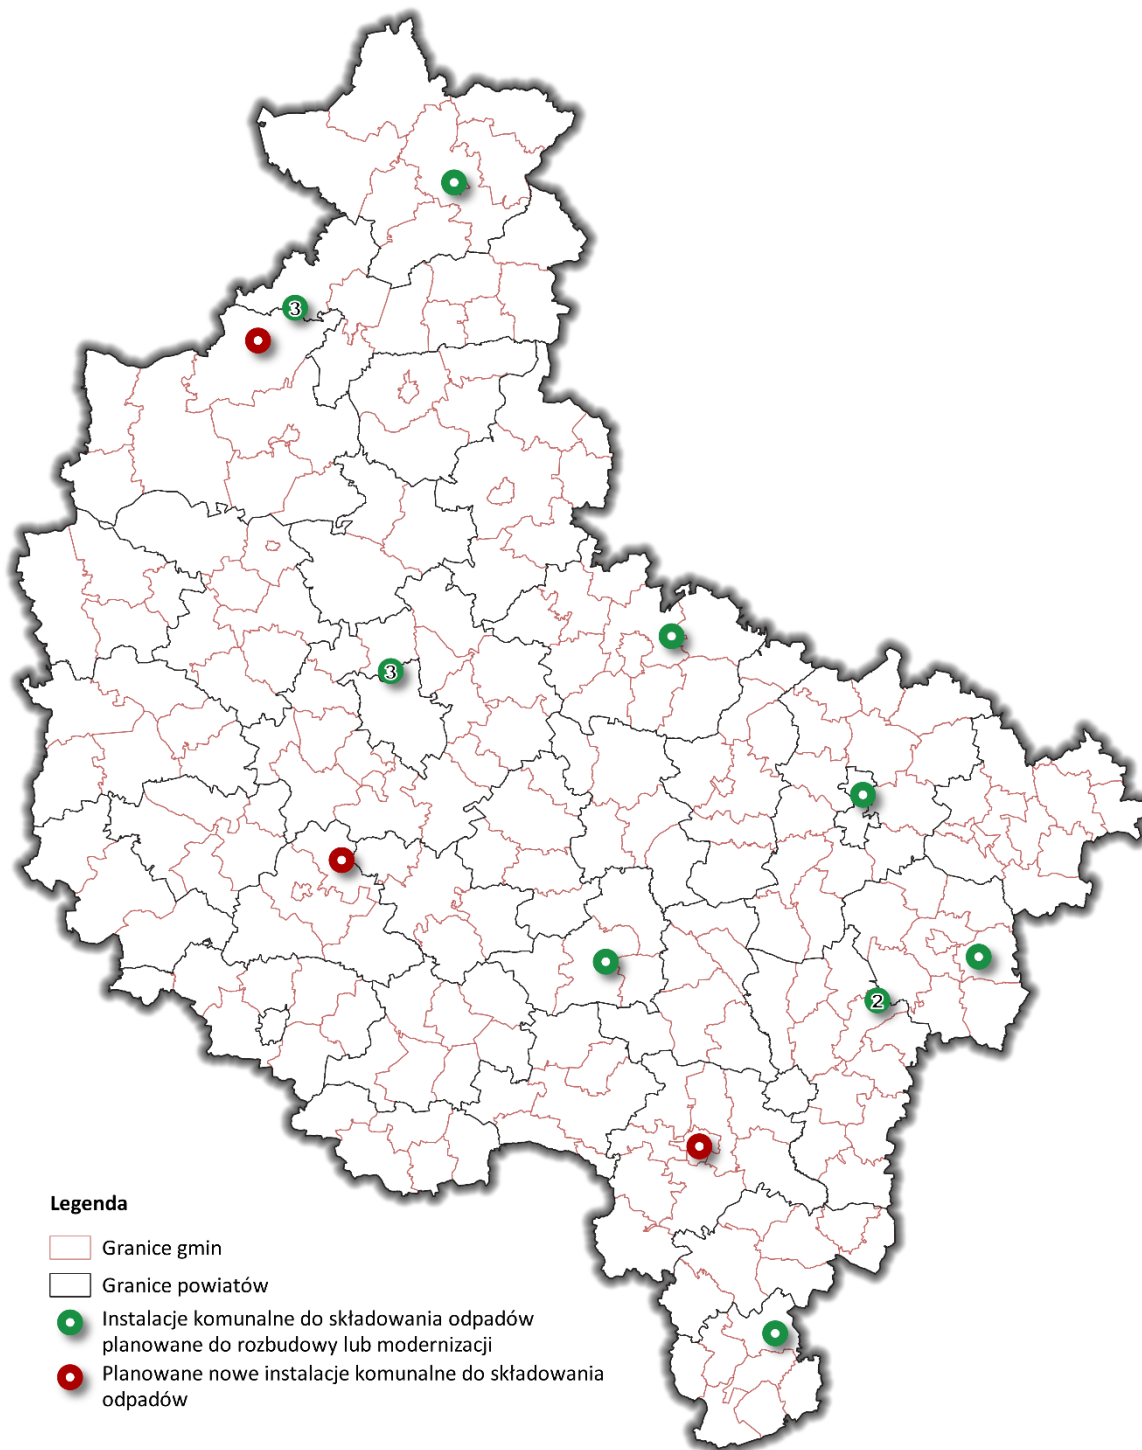 3
3
2
Legenda
Granice gmin
Granice powiatów
Instalacje komunalne do składowania odpadów
planowane do rozbudowy lub modernizacji
Planowane nowe instalacje komunalne do składowania
odpadów